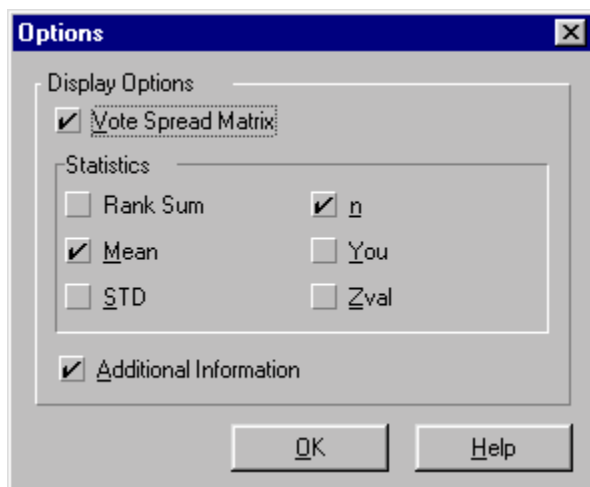 Options
Display Options
Vote Spread Matrix
Statistics
Rank Sum
n
Mean
You
STD
Zval
Additional Information
OK
Help